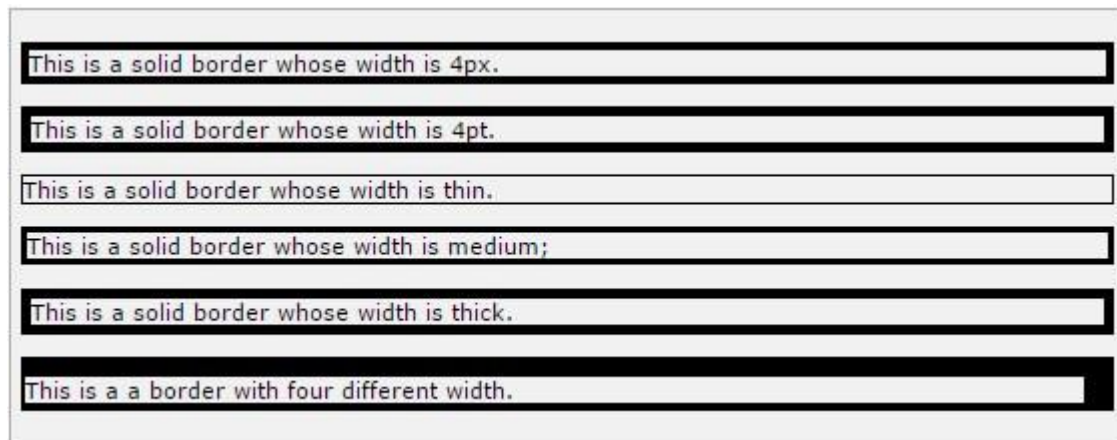 This is a solid border whose width is 4px.
This is a solid border whose width is 4pt.
This is a solid border whose width is thin.
This is a solid border whose width is medium;
This is a solid border whose width is thick.
This is a a border with four different width.